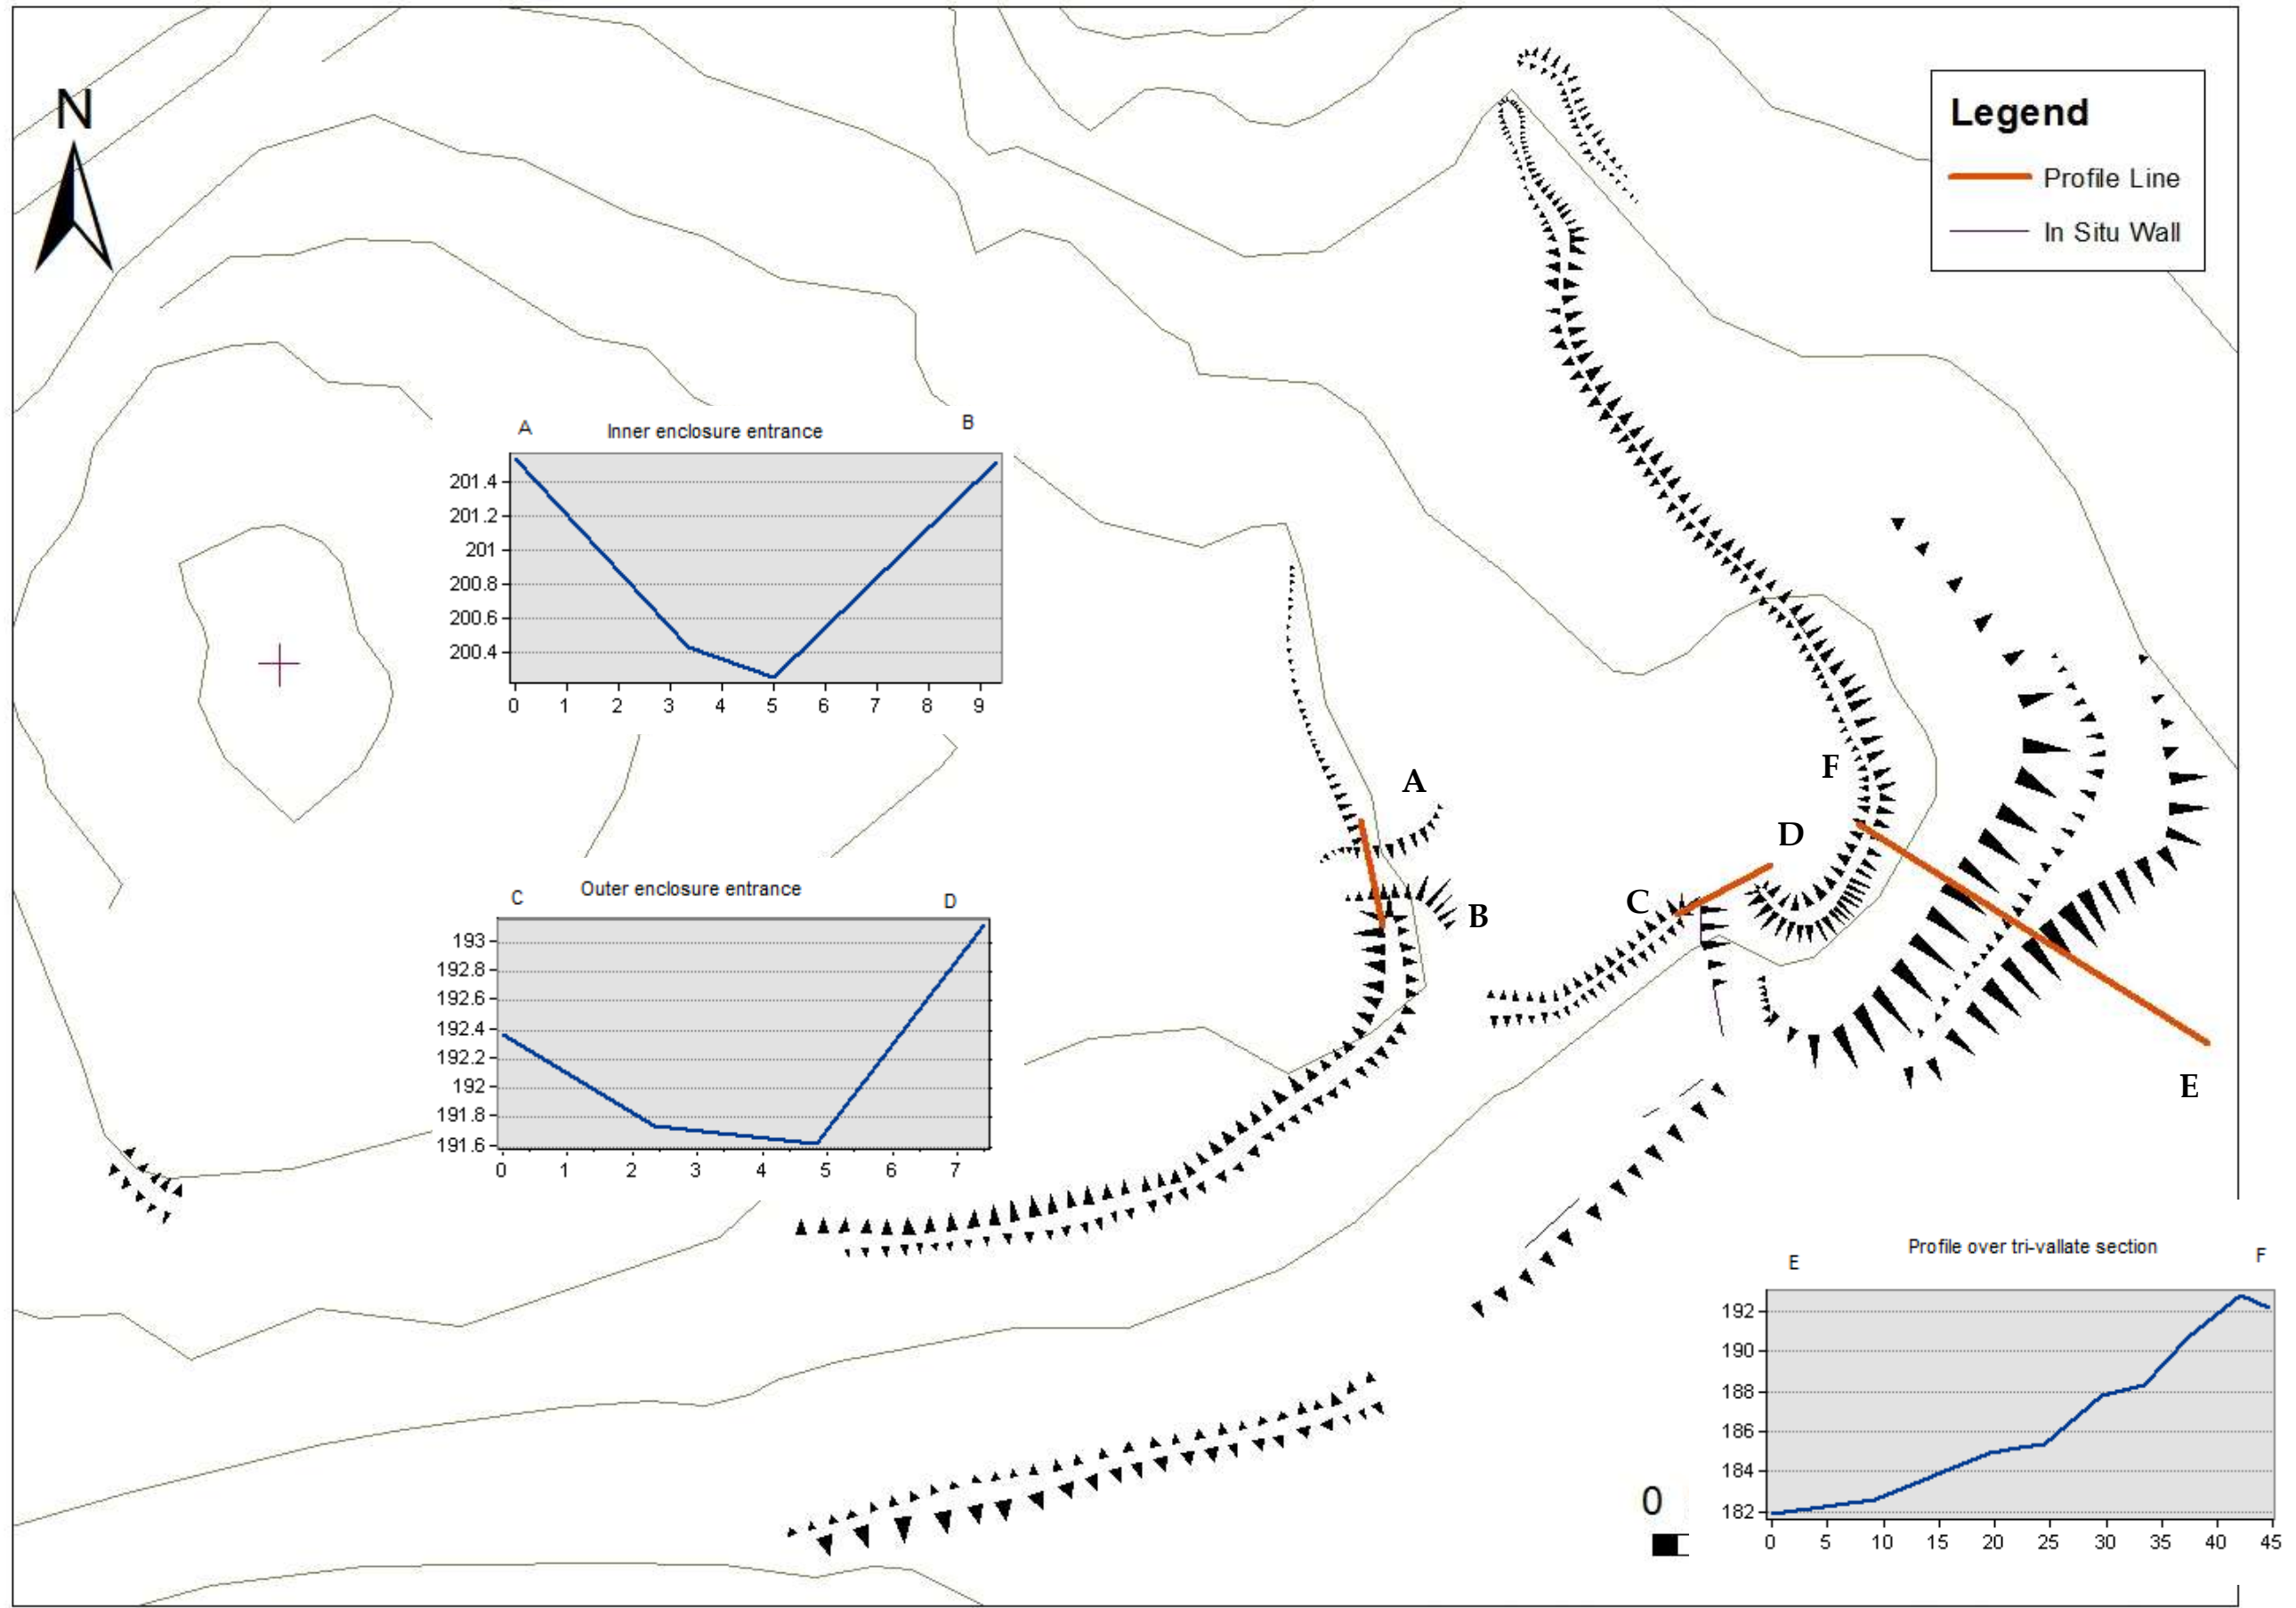 N
Legend
Profile Line
In Situ Wall
A Inner enclosure entrance B
201.4
201.2
201
200.8
200.6
200.4
0 1 2 3 4 5 6 7 8 9
A
F
D
C
B
E
C Outer enclosure entrance D
193
192.8
192.6
192.4
192.2
192
191.8
191.6
0 1 2 3 4 5 6 7
E Profile over tri-vallate section F
192
190
188
186
184
182
0 5 10 15 20 25 30 35 40 45
0